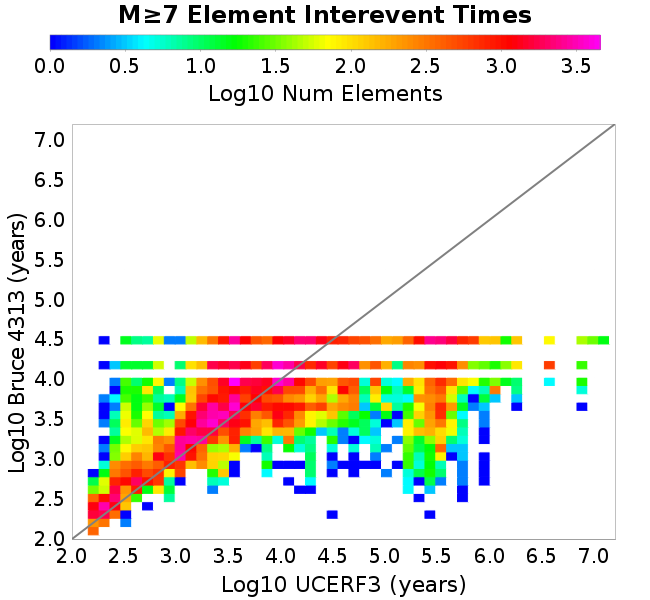 M≥7 Element Interevent Times
0.0 0.5 1.0 1.5 2.0 2.5 3.0 3.5
Log10 Num Elements
Log10 Bruce 4313 (years)
7.0
6.5
6.0
5.5
5.0
4.5
4.0
3.5
3.0
2.5
2.0
2.0 2.5 3.0 3.5 4.0 4.5 5.0 5.5 6.0 6.5 7.0
Log10 UCERF3 (years)